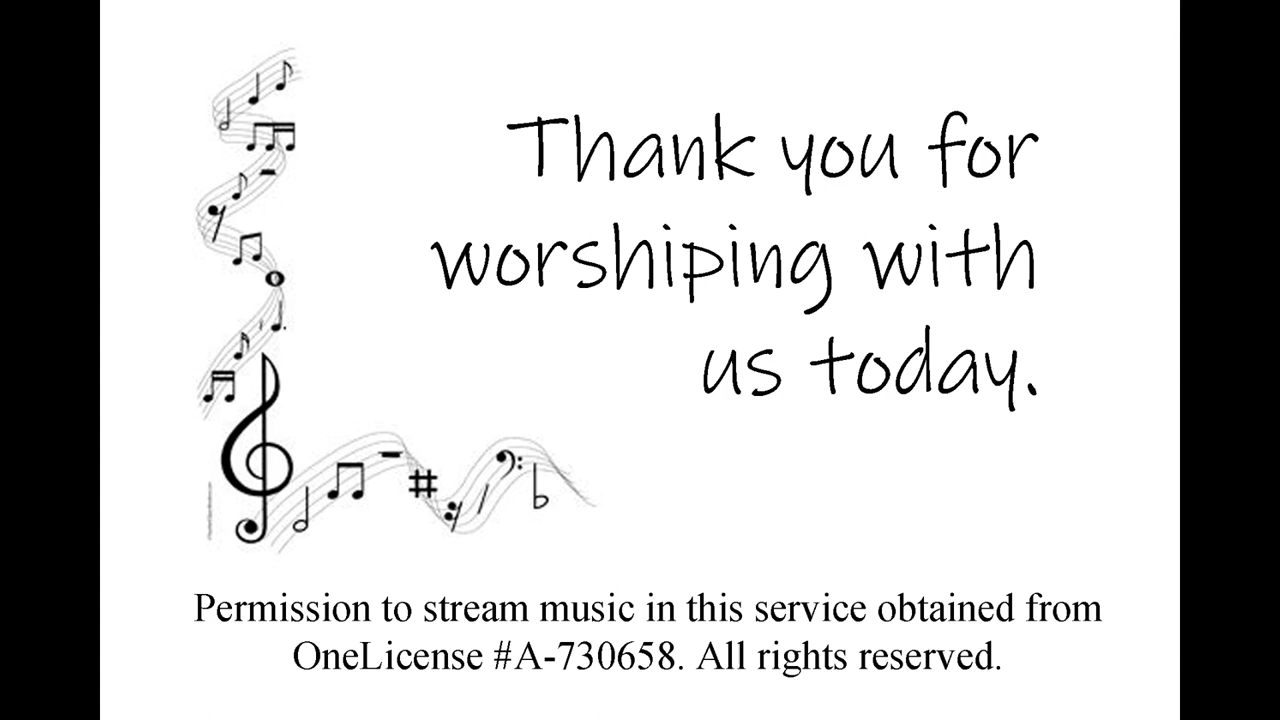 Thank you for
worshiping with
us today.
Permission to stream music in this service obtained from
OneLicense #A-730658. All rights reserved.